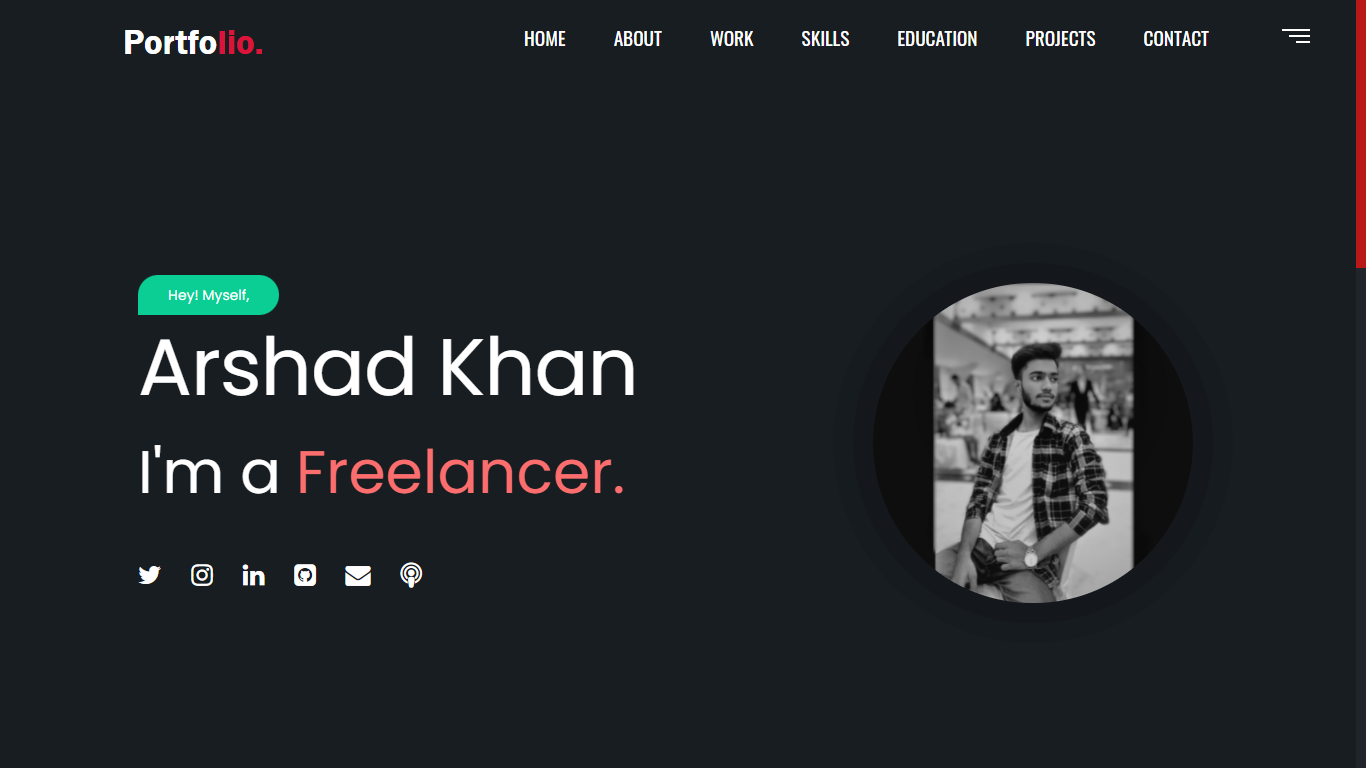 Portfolio.
HOME ABOUT WORK SKILLS EDUCATION PROJECTS CONTACT
Hey! Myself,
Arshad Khan
I'm a Freelancer.